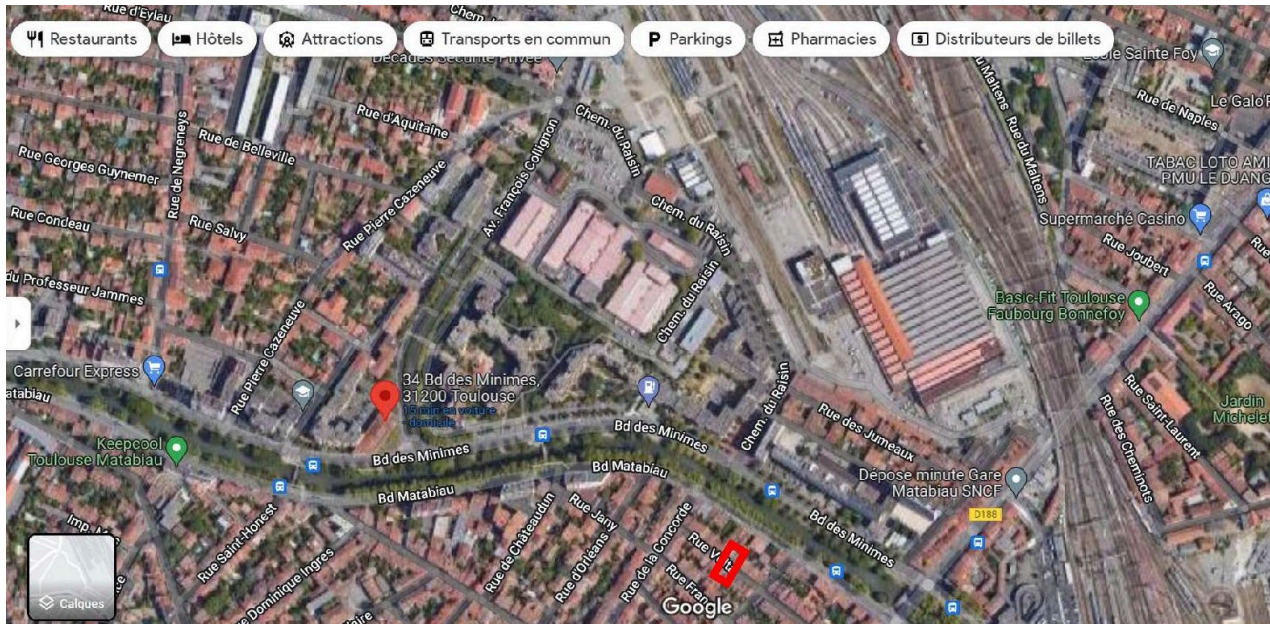 Rue d'Eylau
Restaurants
Hôtels
Attractions
Transports en commun
Parkings
Pharmacies
Distributeurs de billets
Décades Sécurité Privée
École Sainte Foy
Rue d'Aquitaine
Chem. du Raisin
Rue du Maltens
Rue de Naples
Le Galo
Rue de Belleville
Rue Georges Guynemer
Rue de Negreneys
Av. François Collignon
TABAC LOTO AMI
PMU LE DJANG
Rue Condeau
Rue Salvy
Rue Pierre Cazeneuve
Chem. du Raisin
Supermarché Casino
Rue Joubert
du Professeur Jammes
Chem. du Raisin
Basic-Fit Toulouse
Faubourg Bonnefoy
Rue Arago
Rue Pierre Cazeneuve
Carrefour Express
34 Bd des Minimes,
31200 Toulouse
15 min en voiture
- domicile
Chem. du Raisin
Rue des Jumeaux
Rue Saint-Laurent
Jardin
Michelet
atabiau
Keepcool
Toulouse Matabiau
Bd des Minimes
Bd des Minimes
Bd Matabiau
Bd Matabiau
Rue des Cheminots
Dépose minute Gare
Matabiau SNCF
D188
Bd des Minimes
Rue Saint-Honest
Rue de Châteaudun
Rue Jany
Rue d'Orléans
Rue de la Concorde
Rue
Rue Fran
Dominique Ingres
Calques
Google